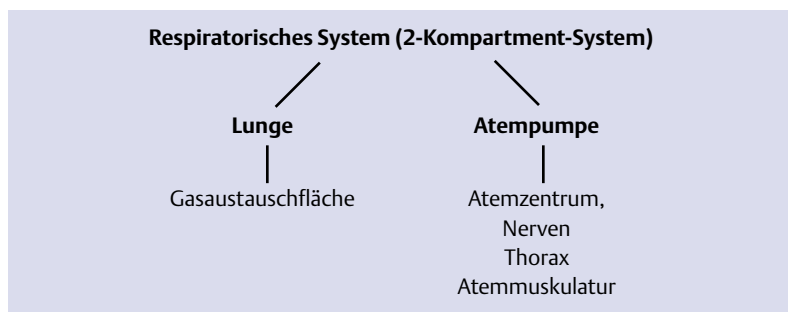 Respiratorisches System (2-Kompartment-System)
Lunge
Atempumpe
Gasaustauschfläche
Atemzentrum,
Nerven
Thorax
Atemmuskulatur